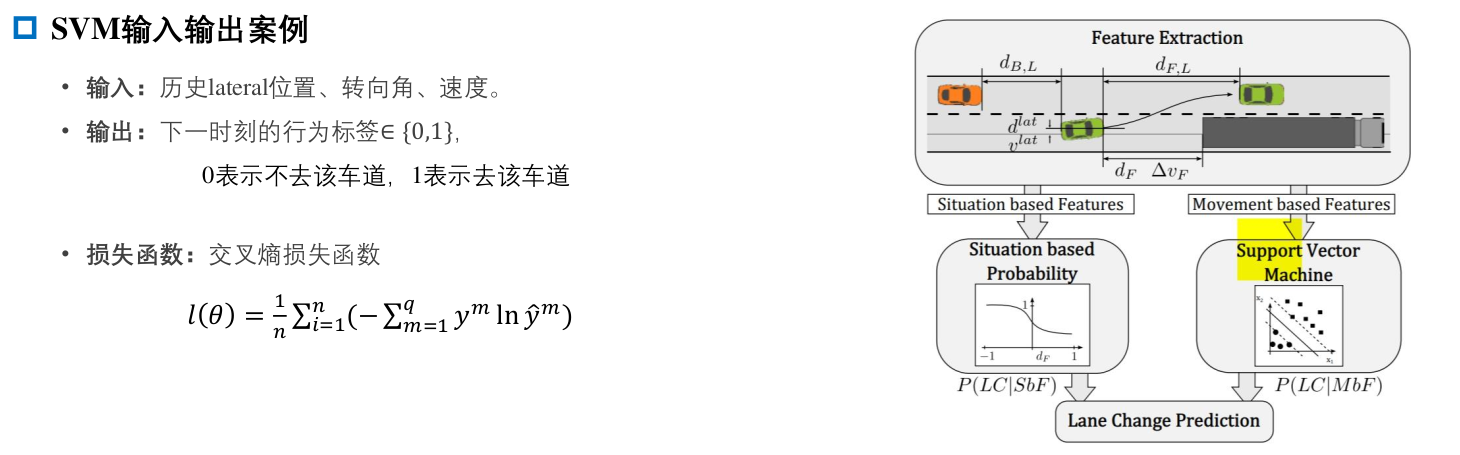 SVM输入输出案例
• 输入：历史lateral位置、转向角、速度。
• 输出：下一时刻的行为标签∈ {0,1},
0表示不去该车道，1表示去该车道
• 损失函数：交叉熵损失函数
l(θ) = 1/n ∑ᵢ₌₁ⁿ(−∑ₘ₌₁^q yᵐ ln ŷᵐ)
Feature Extraction
d_{B,L} d_{F,L}
d^{lat}
v^{lat}
d_F Δv_F
Situation based Features Movement based Features
Situation based
Probability
1
−1 d_F 1
P(LC|SbF)
Support Vector
Machine
x₂
x₁
P(LC|MbF)
Lane Change Prediction